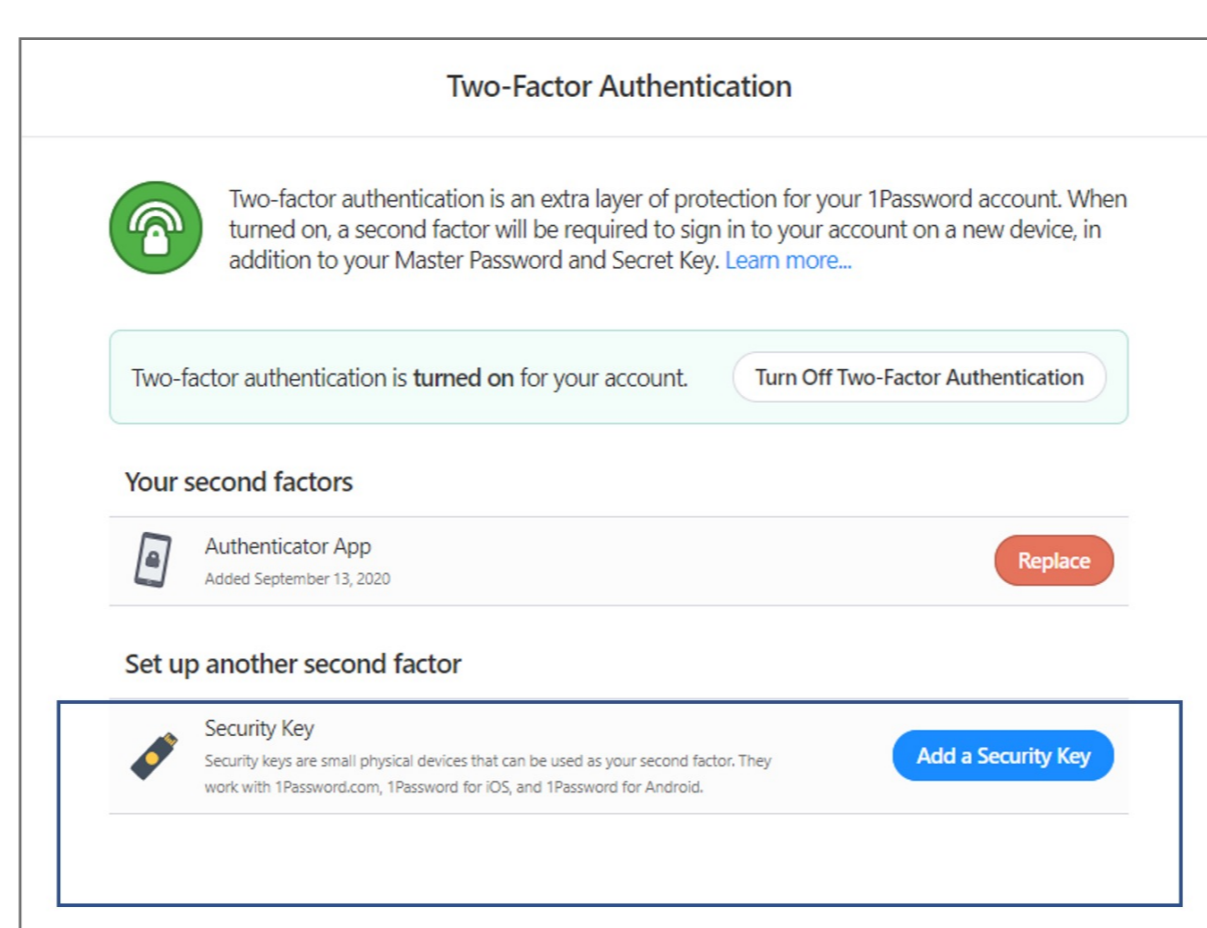 Two-Factor Authentication
Two-factor authentication is an extra layer of protection for your 1Password account. When
turned on, a second factor will be required to sign in to your account on a new device, in
addition to your Master Password and Secret Key. Learn more...
Two-factor authentication is turned on for your account.
Turn Off Two-Factor Authentication
Your second factors
Authenticator App
Added September 13, 2020
Replace
Set up another second factor
Security Key
Security keys are small physical devices that can be used as your second factor. They
work with 1Password.com, 1Password for iOS, and 1Password for Android.
Add a Security Key